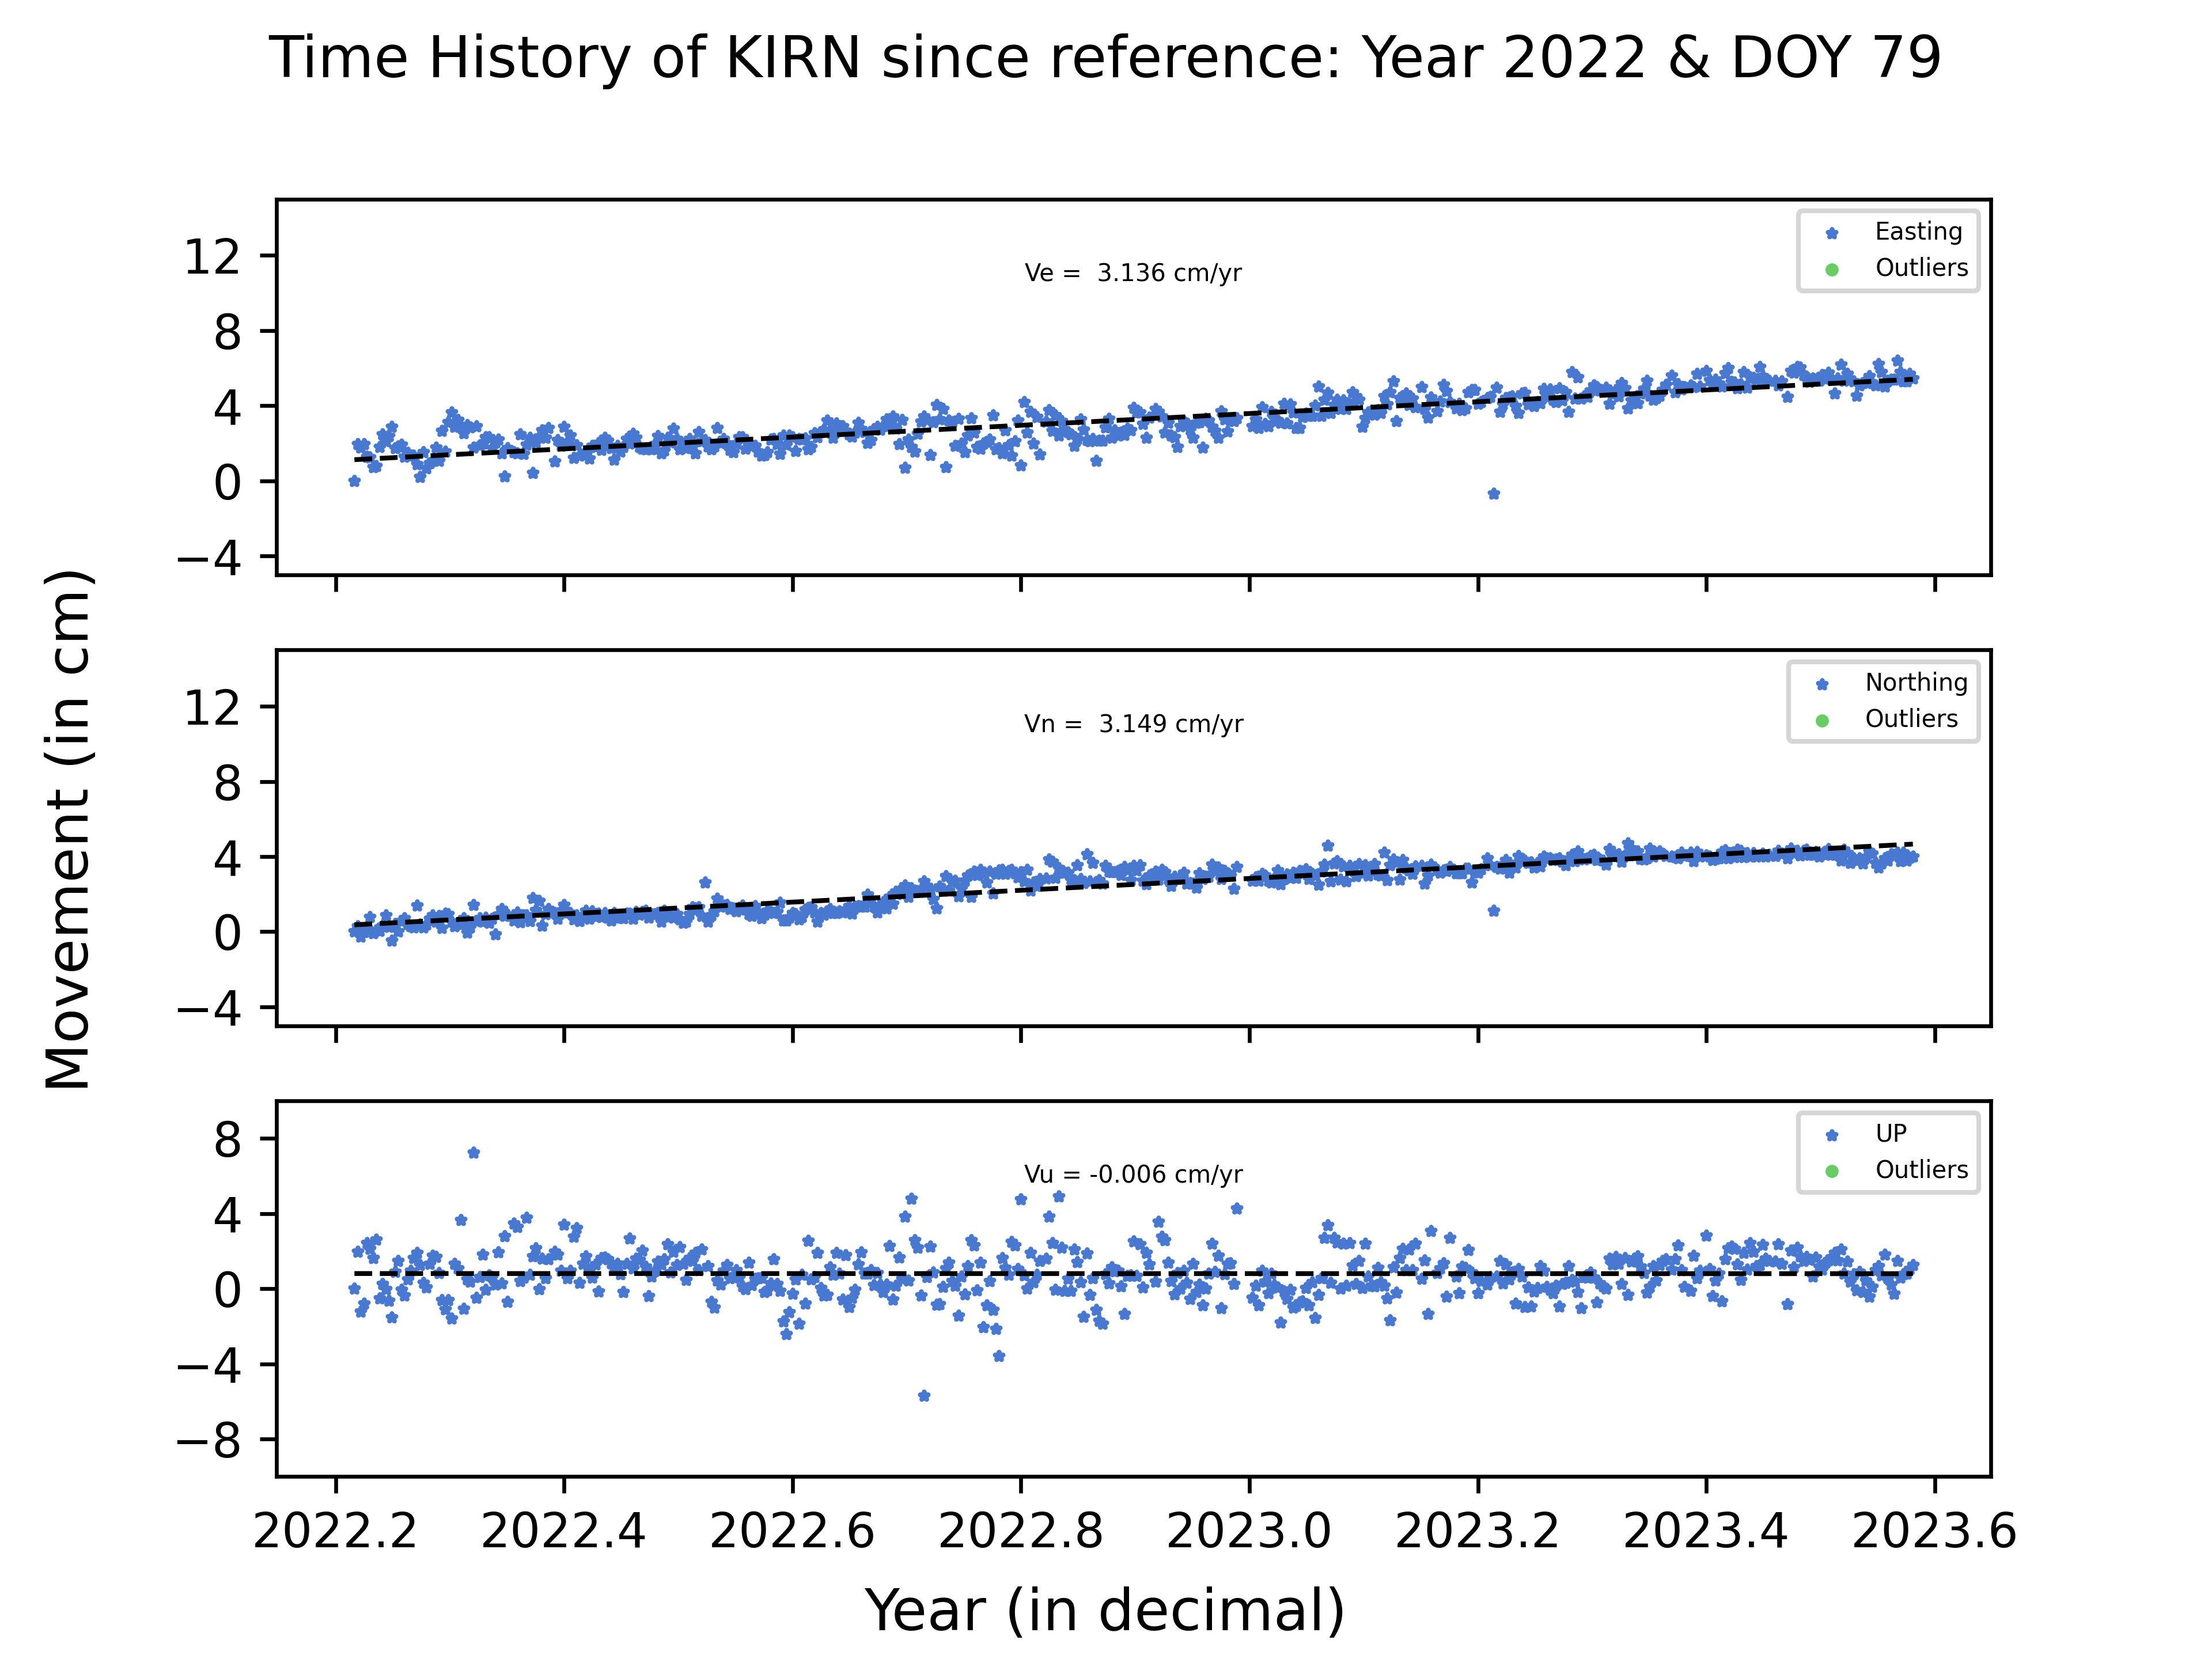 Time History of KIRN since reference: Year 2022 & DOY 79
Movement (in cm)
12
8
4
0
−4
Ve = 3.136 cm/yr
Easting
Outliers
12
8
4
0
−4
Vn = 3.149 cm/yr
Northing
Outliers
8
4
0
−4
−8
Vu = -0.006 cm/yr
UP
Outliers
2022.2 2022.4 2022.6 2022.8 2023.0 2023.2 2023.4 2023.6
Year (in decimal)